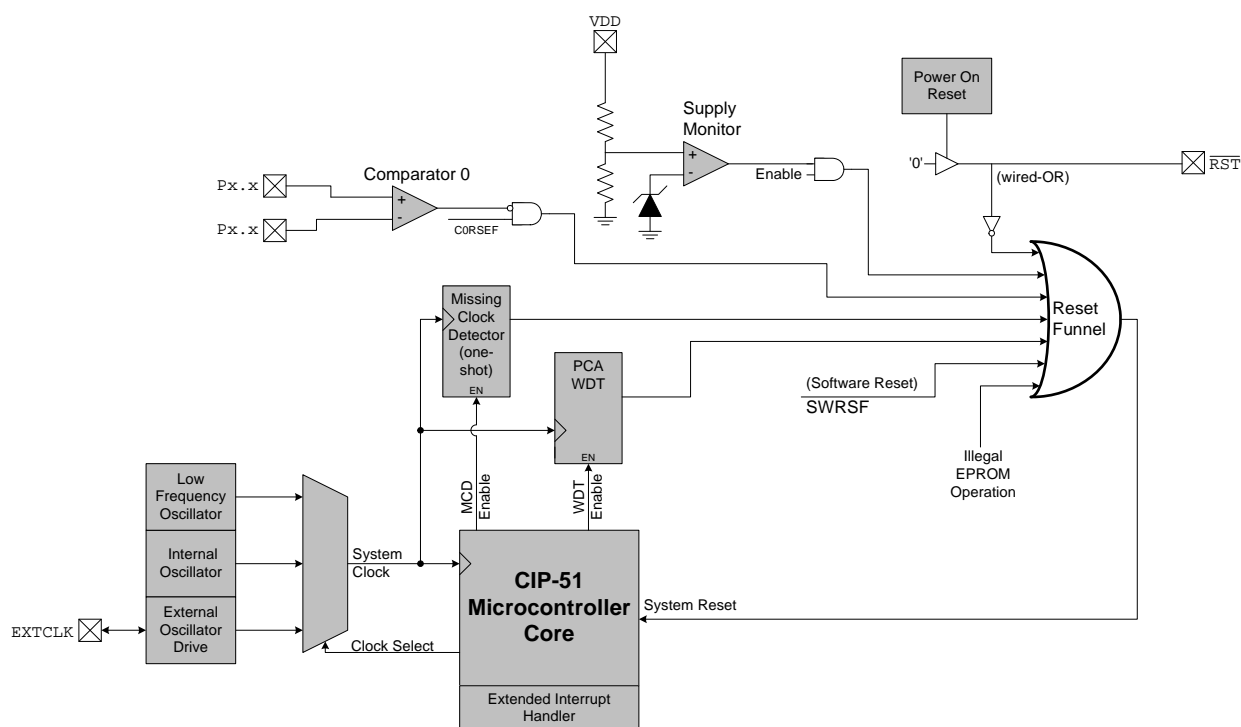 VDD
Power On
Reset
Supply
Monitor
+
-
Enable
'0'
(wired-OR)
RST
Px.x
Px.x
Comparator 0
+
-
C0RSEF
Missing
Clock
Detector
(one-
shot)
EN
PCA
WDT
EN
Reset
Funnel
(Software Reset)
SWRSF
Illegal
EPROM
Operation
Low
Frequency
Oscillator
Internal
Oscillator
External
Oscillator
Drive
EXTCLK
System
Clock
Clock Select
MCD
Enable
WDT
Enable
CIP-51
Microcontroller
Core
System Reset
Extended Interrupt
Handler